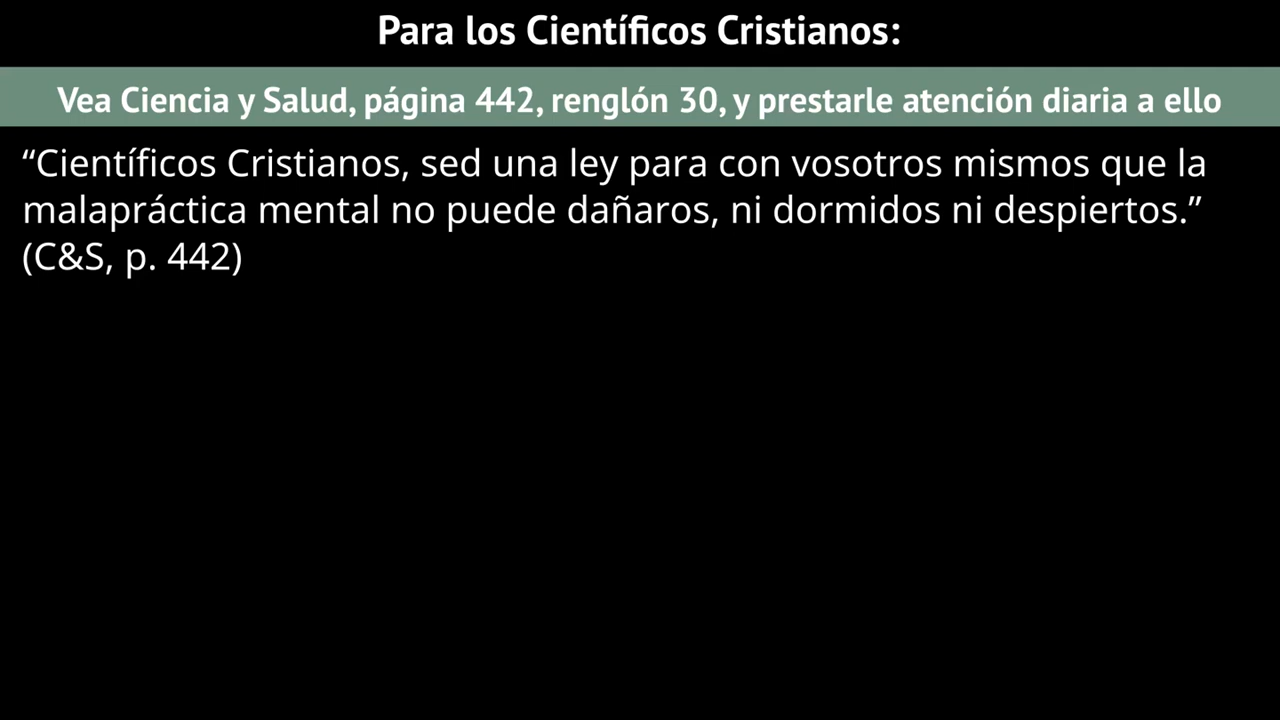 Para los Científicos Cristianos:
Vea Ciencia y Salud, página 442, renglón 30, y prestarle atención diaria a ello
“Científicos Cristianos, sed una ley para con vosotros mismos que la
malapráctica mental no puede dañaros, ni dormidos ni despiertos.”
(C&S, p. 442)